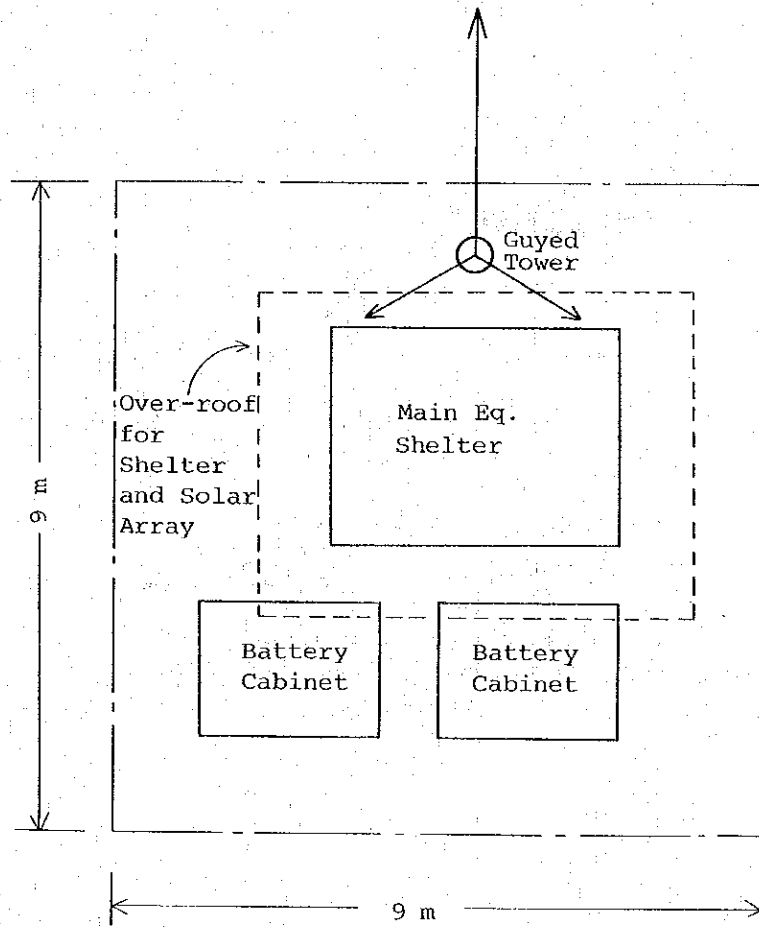 Guyed
Tower
Over-roof
for
Shelter
and Solar
Array
Main Eq.
Shelter
9 m
Battery
Cabinet
Battery
Cabinet
9 m